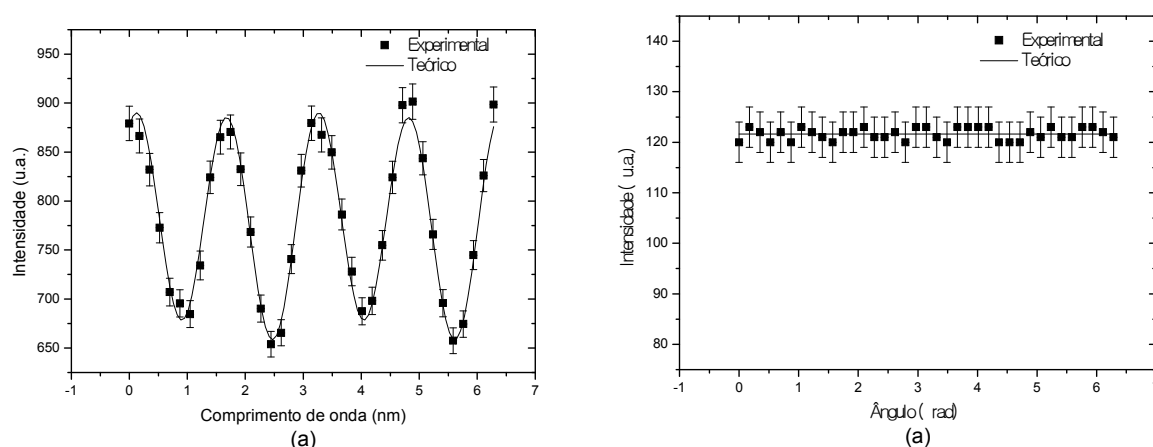 Experimental
Teórico
Intensidade (u.a.)
950
900
850
800
750
700
650
-1 0 1 2 3 4 5 6 7
Comprimento de onda (nm)
(a)
Experimental
Teórico
Intensidade ( u.a.)
140
130
120
110
100
90
80
-1 0 1 2 3 4 5 6 7
Ângulo ( rad)
(a)